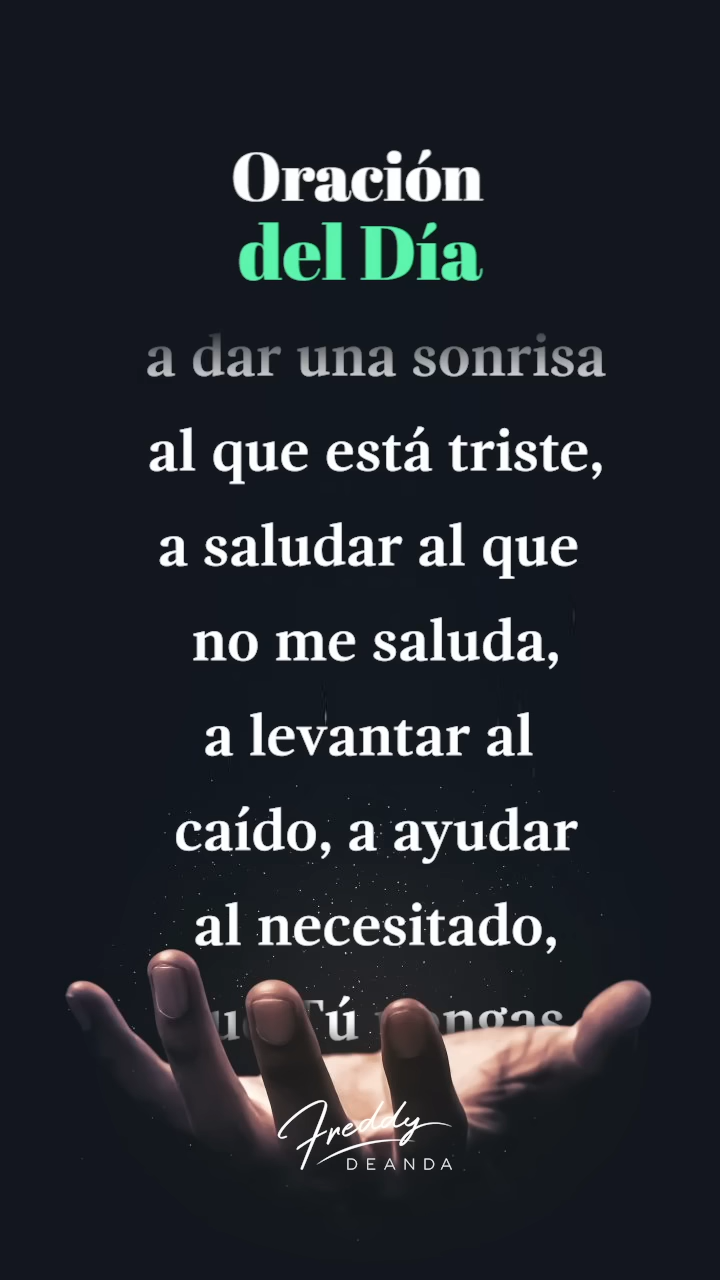 Oración
del Día
a dar una sonrisa
al que está triste,
a saludar al que
no me saluda,
a levantar al
caído, a ayudar
al necesitado,
Tú
Freddy
DEANDA